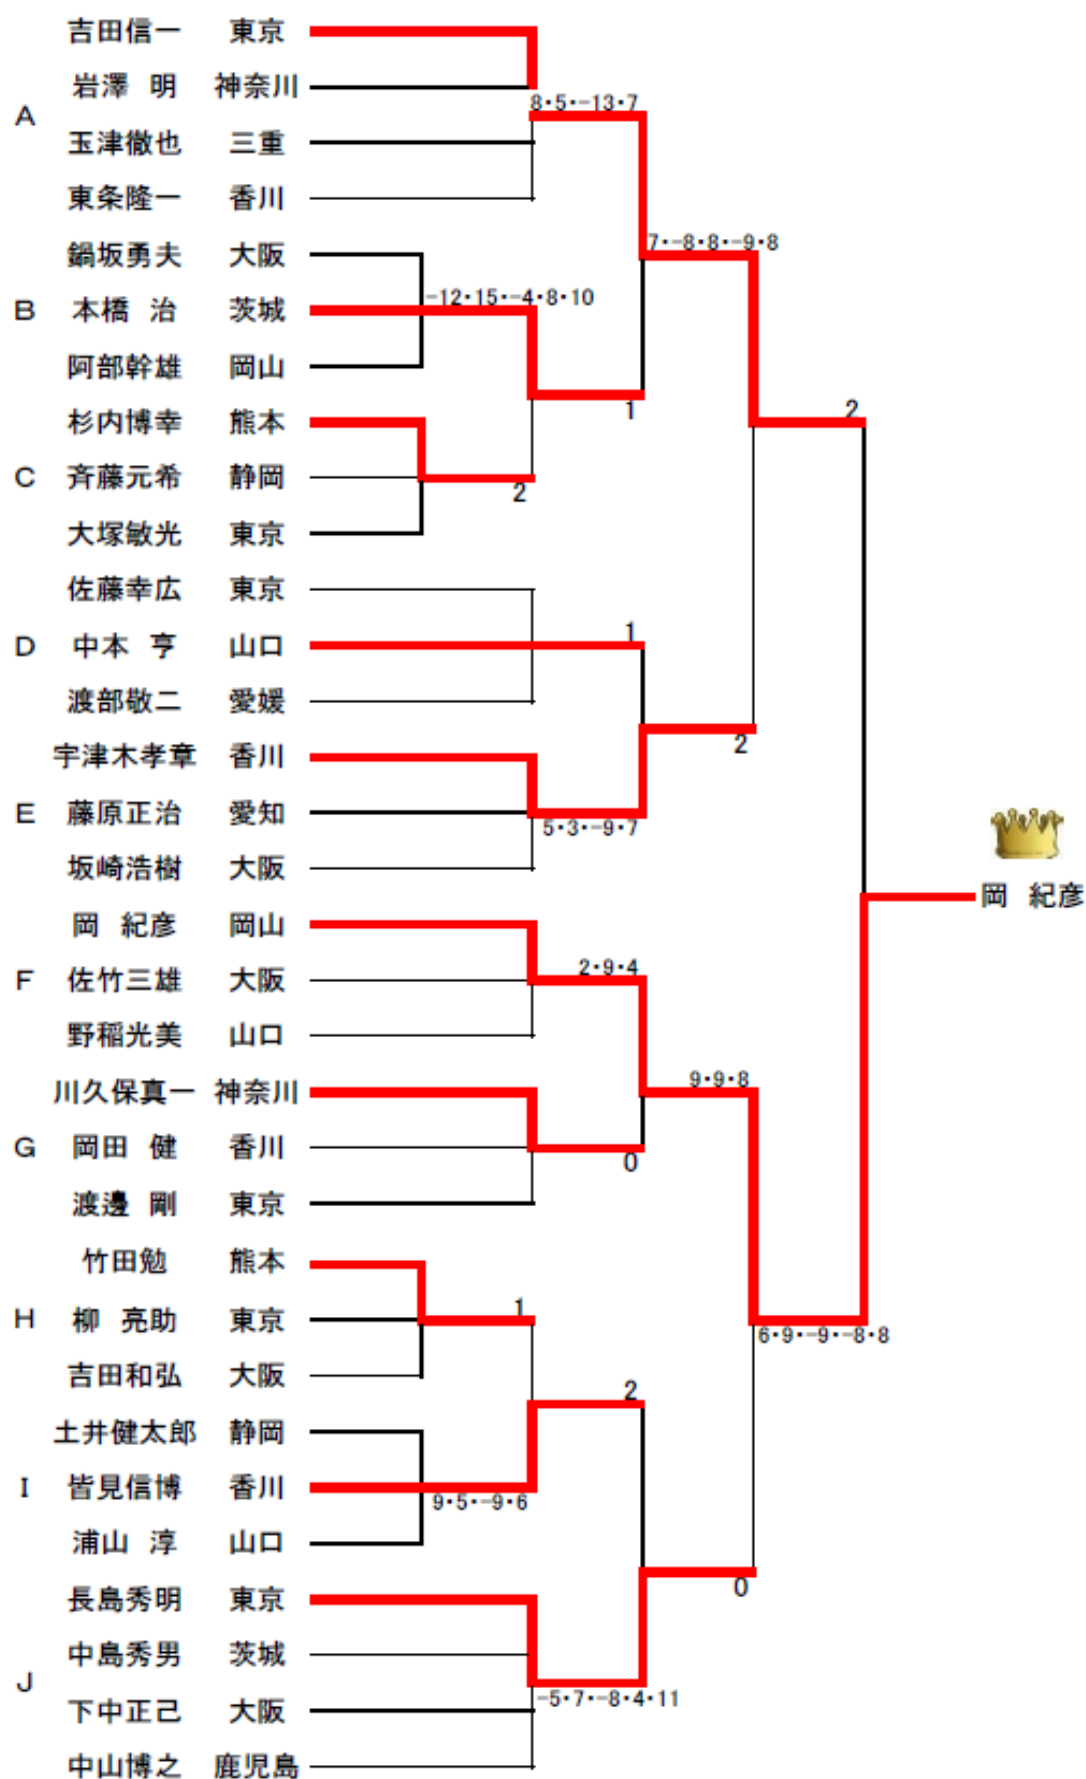 吉田信一 東京
岩澤 明 神奈川
8・5・-13・7
A
玉津徹也 三重
東条隆一 香川
7・-8・8・-9・8
鍋坂勇夫 大阪
-12・15・-4・8・10
B 本橋 治 茨城
阿部幹雄 岡山
1
2
杉内博幸 熊本
C 斉藤元希 静岡
2
大塚敏光 東京
佐藤幸広 東京
1
D 中本 亨 山口
渡部敬二 愛媛
2
宇津木孝章 香川
E 藤原正治 愛知
5・3・-9・7
坂崎浩樹 大阪
岡 紀彦
岡 紀彦 岡山
2・9・4
F 佐竹三雄 大阪
野稲光美 山口
9・9・8
川久保真一 神奈川
G 岡田 健 香川
0
渡邊 剛 東京
竹田勉 熊本
1
H 柳 亮助 東京
6・9・-9・-8・8
吉田和弘 大阪
2
土井健太郎 静岡
I 皆見信博 香川
9・5・-9・6
浦山 淳 山口
0
長島秀明 東京
中島秀男 茨城
J
-5・7・-8・4・11
下中正己 大阪
中山博之 鹿児島